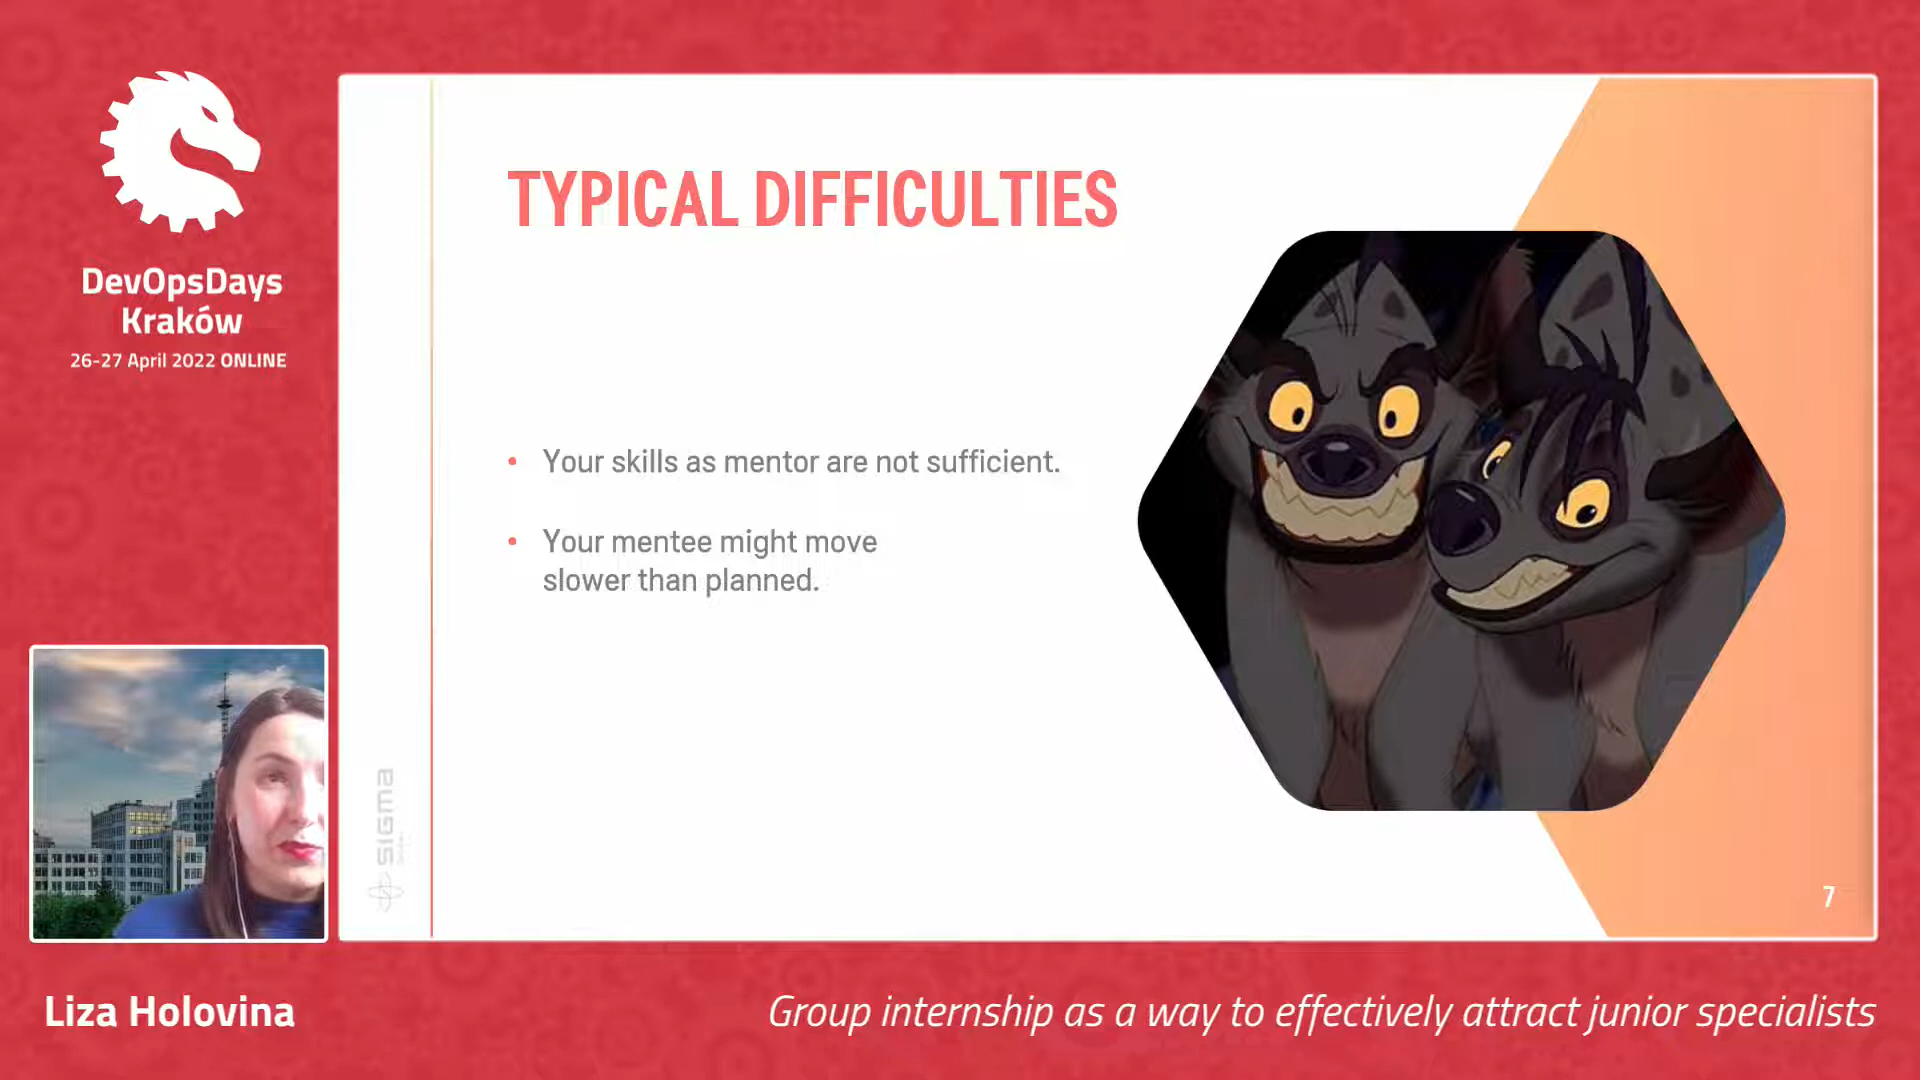 DevOpsDays
Kraków
26-27 April 2022 ONLINE
TYPICAL DIFFICULTIES
• Your skills as mentor are not sufficient.
• Your mentee might move
slower than planned.
sigma
7
Liza Holovina
Group internship as a way to effectively attract junior specialists